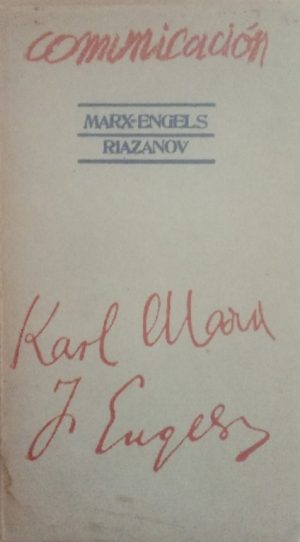 comunicación
MARX-ENGELS
RIAZANOV
Karl Marx
F Engels